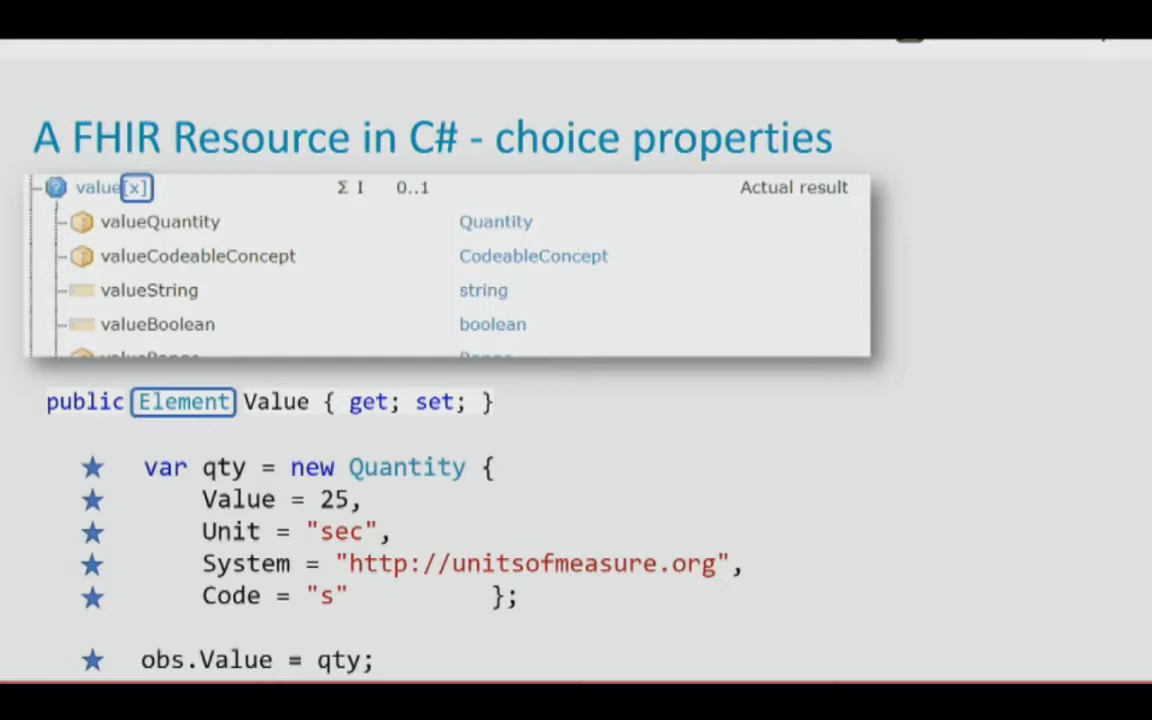 A FHIR Resource in C# - choice properties
value[x] Σ I 0..1 Actual result
valueQuantity Quantity
valueCodeableConcept CodeableConcept
valueString string
valueBoolean boolean
public Element Value { get; set; }
var qty = new Quantity {
Value = 25,
Unit = "sec",
System = "http://unitsofmeasure.org",
Code = "s" };
obs.Value = qty;